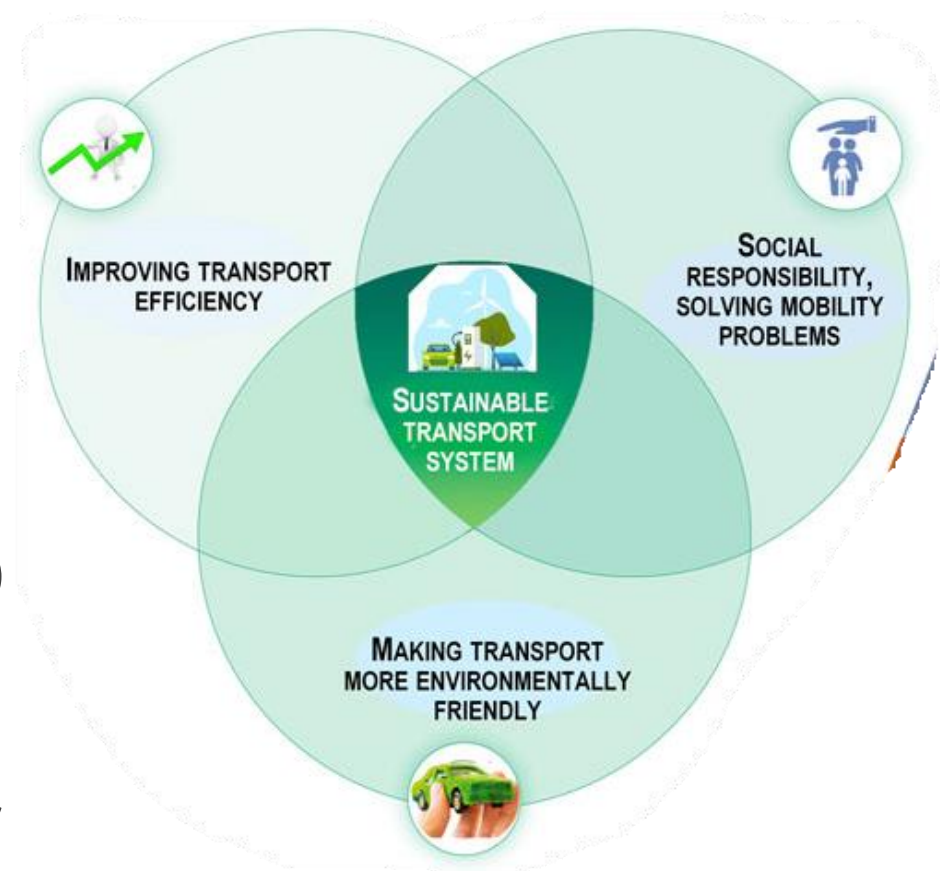 IMPROVING TRANSPORT
EFFICIENCY
SOCIAL
RESPONSIBILITY,
SOLVING MOBILITY
PROBLEMS
SUSTAINABLE
TRANSPORT
SYSTEM
MAKING TRANSPORT
MORE ENVIRONMENTALLY
FRIENDLY